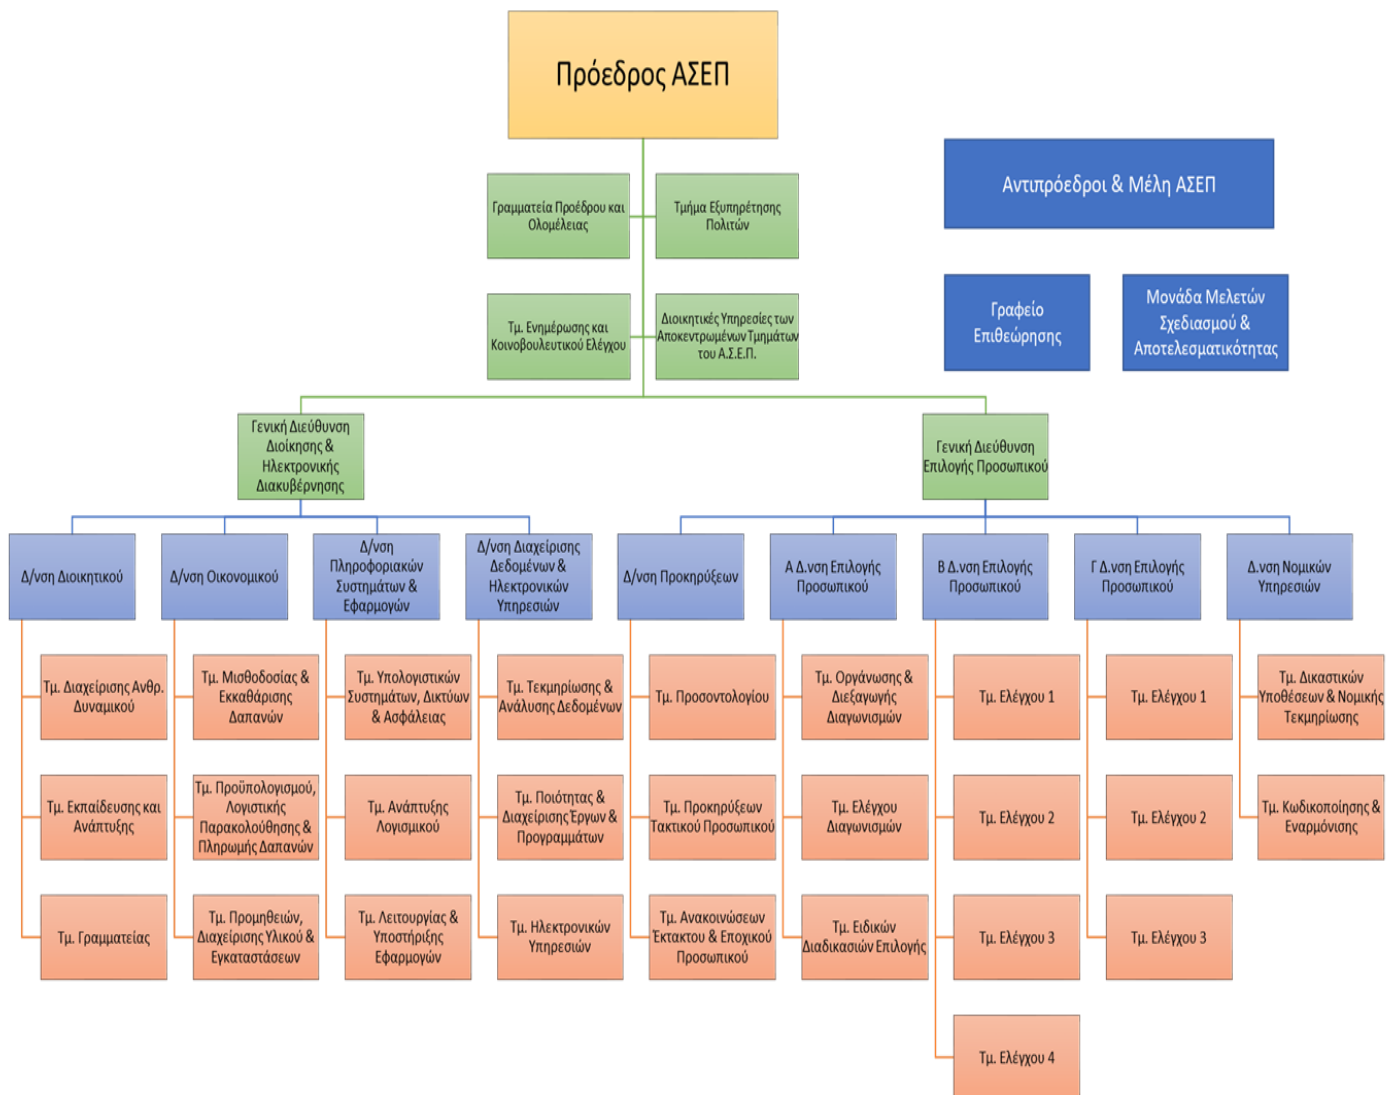 Πρόεδρος ΑΣΕΠ
Αντιπρόεδροι & Μέλη ΑΣΕΠ
Γραμματεία Προέδρου και
Ολομέλειας
Τμήμα Εξυπηρέτησης
Πολιτών
Τμ. Ενημέρωσης και
Κοινοβουλευτικού Ελέγχου
Διοικητικές Υπηρεσίες των
Αποκεντρωμένων Τμημάτων
του Α.Σ.Ε.Π.
Γραφείο
Επιθεώρησης
Μονάδα Μελετών
Σχεδιασμού &
Αποτελεσματικότητας
Γενική Διεύθυνση
Διοίκησης &
Ηλεκτρονικής
Διακυβέρνησης
Γενική Διεύθυνση
Επιλογής Προσωπικού
Δ/νση Διοικητικού
Δ/νση Οικονομικού
Δ/νση
Πληροφοριακών
Συστημάτων &
Εφαρμογών
Δ/νση Διαχείρισης
Δεδομένων &
Ηλεκτρονικών
Υπηρεσιών
Δ/νση Προκηρύξεων
Α Δ.νση Επιλογής
Προσωπικού
Β Δ.νση Επιλογής
Προσωπικού
Γ Δ.νση Επιλογής
Προσωπικού
Δ.νση Νομικών
Υπηρεσιών
Τμ. Διαχείρισης Ανθρ.
Δυναμικού
Τμ. Μισθοδοσίας &
Εκκαθάρισης
Δαπανών
Τμ. Υπολογιστικών
Συστημάτων, Δικτύων
& Ασφάλειας
Τμ. Τεκμηρίωσης &
Ανάλυσης Δεδομένων
Τμ. Προσοντολογίου
Τμ. Οργάνωσης &
Διεξαγωγής
Διαγωνισμών
Τμ. Ελέγχου 1
Τμ. Ελέγχου 1
Τμ. Δικαστικών
Υποθέσεων & Νομικής
Τεκμηρίωσης
Τμ. Εκπαίδευσης και
Ανάπτυξης
Τμ. Προϋπολογισμού,
Λογιστικής
Παρακολούθησης &
Πληρωμής Δαπανών
Τμ. Ανάπτυξης
Λογισμικού
Τμ. Ποιότητας &
Διαχείρισης Έργων &
Προγραμμάτων
Τμ. Προκηρύξεων
Τακτικού Προσωπικού
Τμ. Ελέγχου
Διαγωνισμών
Τμ. Ελέγχου 2
Τμ. Ελέγχου 2
Τμ. Κωδικοποίησης &
Εναρμόνισης
Τμ. Γραμματείας
Τμ. Προμηθειών,
Διαχείρισης Υλικού &
Εγκαταστάσεων
Τμ. Λειτουργίας &
Υποστήριξης
Εφαρμογών
Τμ. Ηλεκτρονικών
Υπηρεσιών
Τμ. Ανακοινώσεων
Έκτακτου & Εποχικού
Προσωπικού
Τμ. Ειδικών
Διαδικασιών Επιλογής
Τμ. Ελέγχου 3
Τμ. Ελέγχου 3
Τμ. Ελέγχου 4